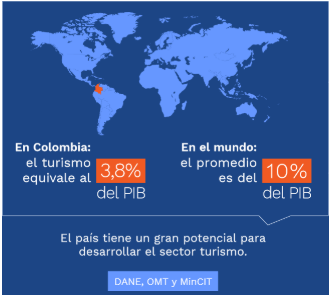 En Colombia:
el turismo
equivale al
3,8%
del PIB
En el mundo:
el promedio
es del
10%
del PIB
El país tiene un gran potencial para
desarrollar el sector turismo.
DANE, OMT y MinCIT